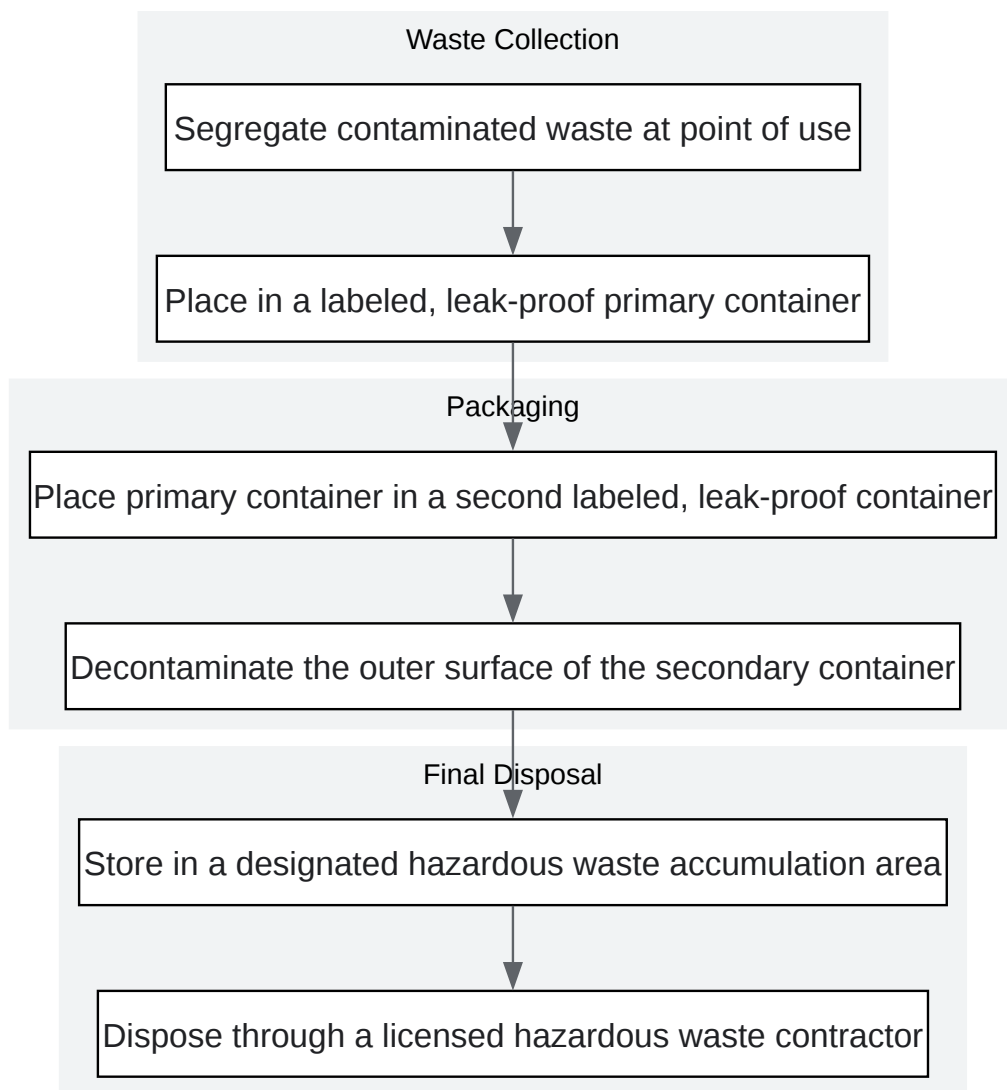 Waste Collection
Segregate contaminated waste at point of use
Place in a labeled, leak-proof primary container
Packaging
Place primary container in a second labeled, leak-proof container
Decontaminate the outer surface of the secondary container
Final Disposal
Store in a designated hazardous waste accumulation area
Dispose through a licensed hazardous waste contractor